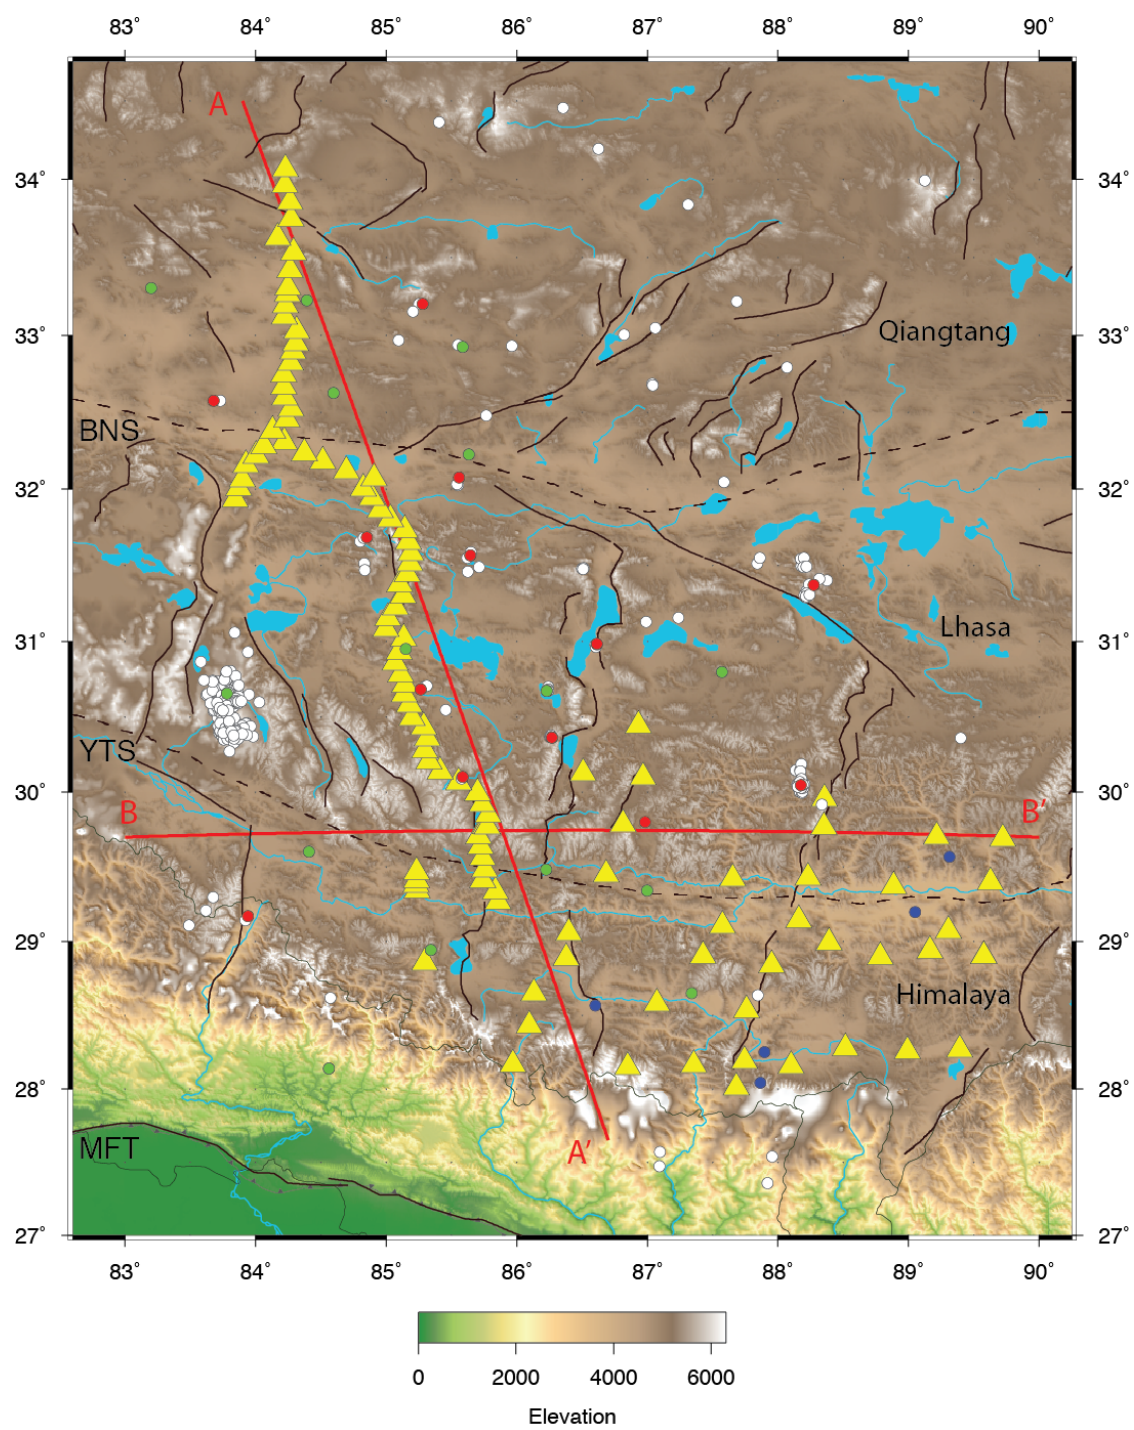 83° 84° 85° 86° 87° 88° 89° 90°
A
34° 34°
33° Qiangtang 33°
BNS
32° 32°
Lhasa
31° 31°
YTS
30° 30°
B B'
29° 29°
Himalaya
28° 28°
MFT A'
27° 27°
83° 84° 85° 86° 87° 88° 89° 90°
0 2000 4000 6000
Elevation